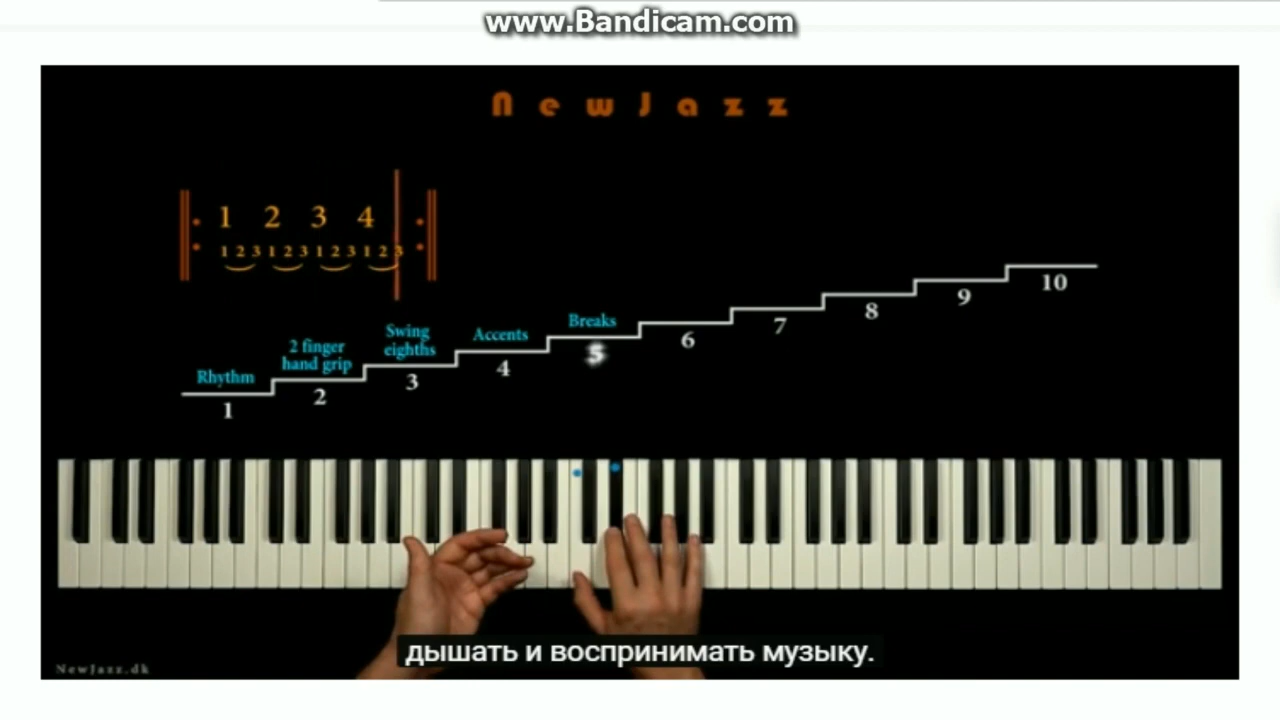 www.Bandicam.com
NewJazz
1 2 3 4
1 2 3 1 2 3 1 2 3 1 2 3
Rhythm
1
2 finger
hand grip
2
Swing
eighths
3
Accents
4
Breaks
5
6
7
8
9
10
дышать и воспринимать музыку.
NewJazz.dk